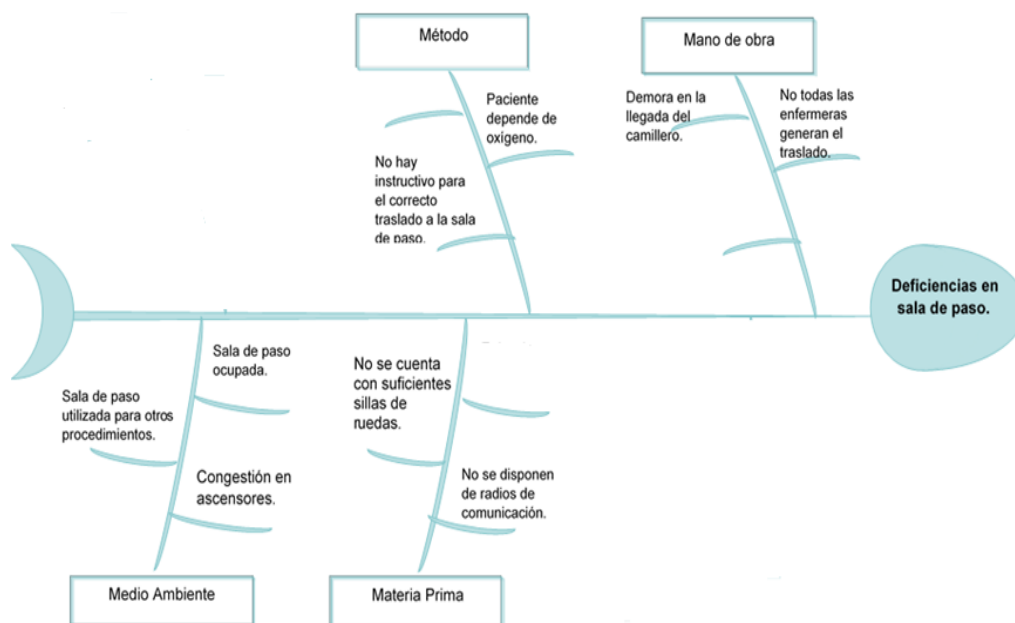 Método
Mano de obra
Paciente
depende de
oxígeno.
No hay
instructivo para
el correcto
traslado a la sala
de paso.
Demora en la
llegada del
camillero.
No todas las
enfermeras
generan el
traslado.
Deficiencias en
sala de paso.
Sala de paso
ocupada.
Sala de paso
utilizada para otros
procedimientos.
Congestión en
ascensores.
No se cuenta
con suficientes
sillas de
ruedas.
No se disponen
de radios de
comunicación.
Medio Ambiente
Materia Prima